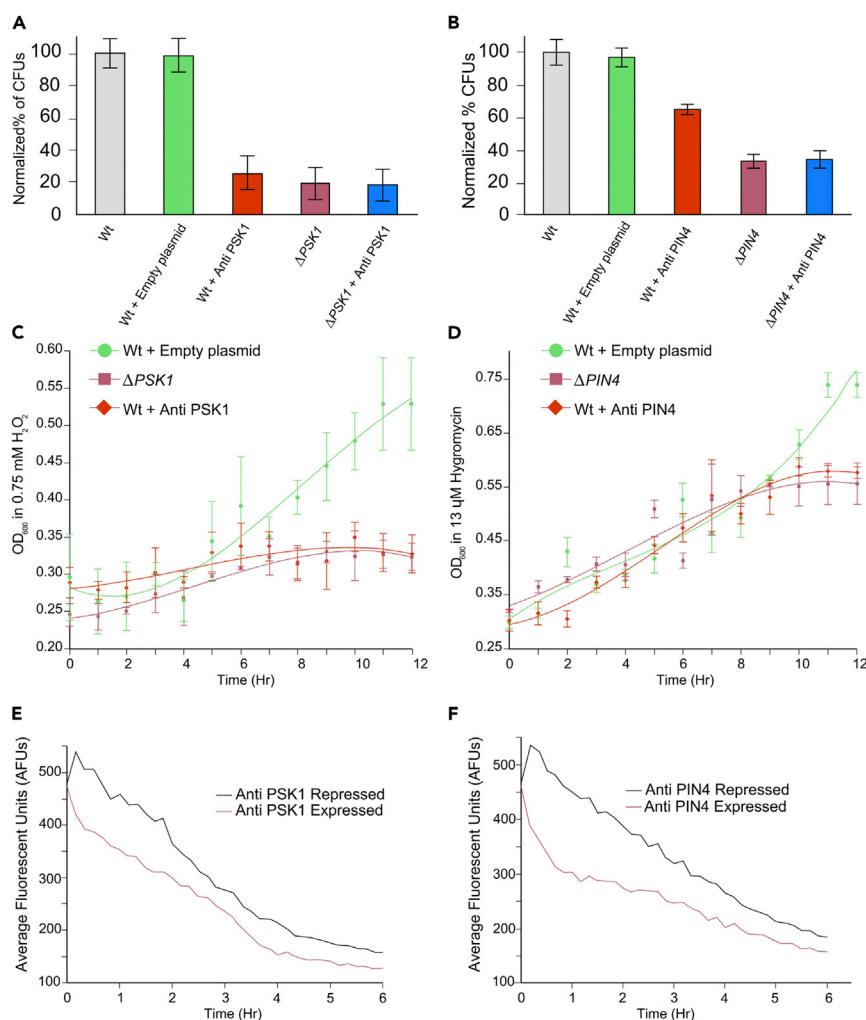 A
Normalized% of CFUs
100
80
60
40
20
0
Wt
Wt + Empty plasmid
Wt + Anti PSK1
ΔPSK1
ΔPSK1 + Anti PSK1
B
Normalized % CFUs
100
80
60
40
20
0
Wt
Wt + Empty plasmid
Wt + Anti PIN4
ΔPIN4
ΔPIN4 + Anti PIN4
C
Wt + Empty plasmid
ΔPSK1
Wt + Anti PSK1
OD600 in 0.75 mM H2O2
0.60
0.55
0.50
0.45
0.40
0.35
0.30
0.25
0.20
0 2 4 6 8 10 12
Time (Hr)
D
Wt + Empty plasmid
ΔPIN4
Wt + Anti PIN4
OD600 in 13 uM Hygromycin
0.75
0.65
0.55
0.45
0.35
0.25
0 2 4 6 8 10 12
Time (Hr)
E
Anti PSK1 Repressed
Anti PSK1 Expressed
Average Fluorescent Units (AFUs)
500
400
300
200
100
0 1 2 3 4 5 6
Time (Hr)
F
Anti PIN4 Repressed
Anti PIN4 Expressed
Average Fluorescent Units (AFUs)
500
400
300
200
100
0 1 2 3 4 5 6
Time (Hr)